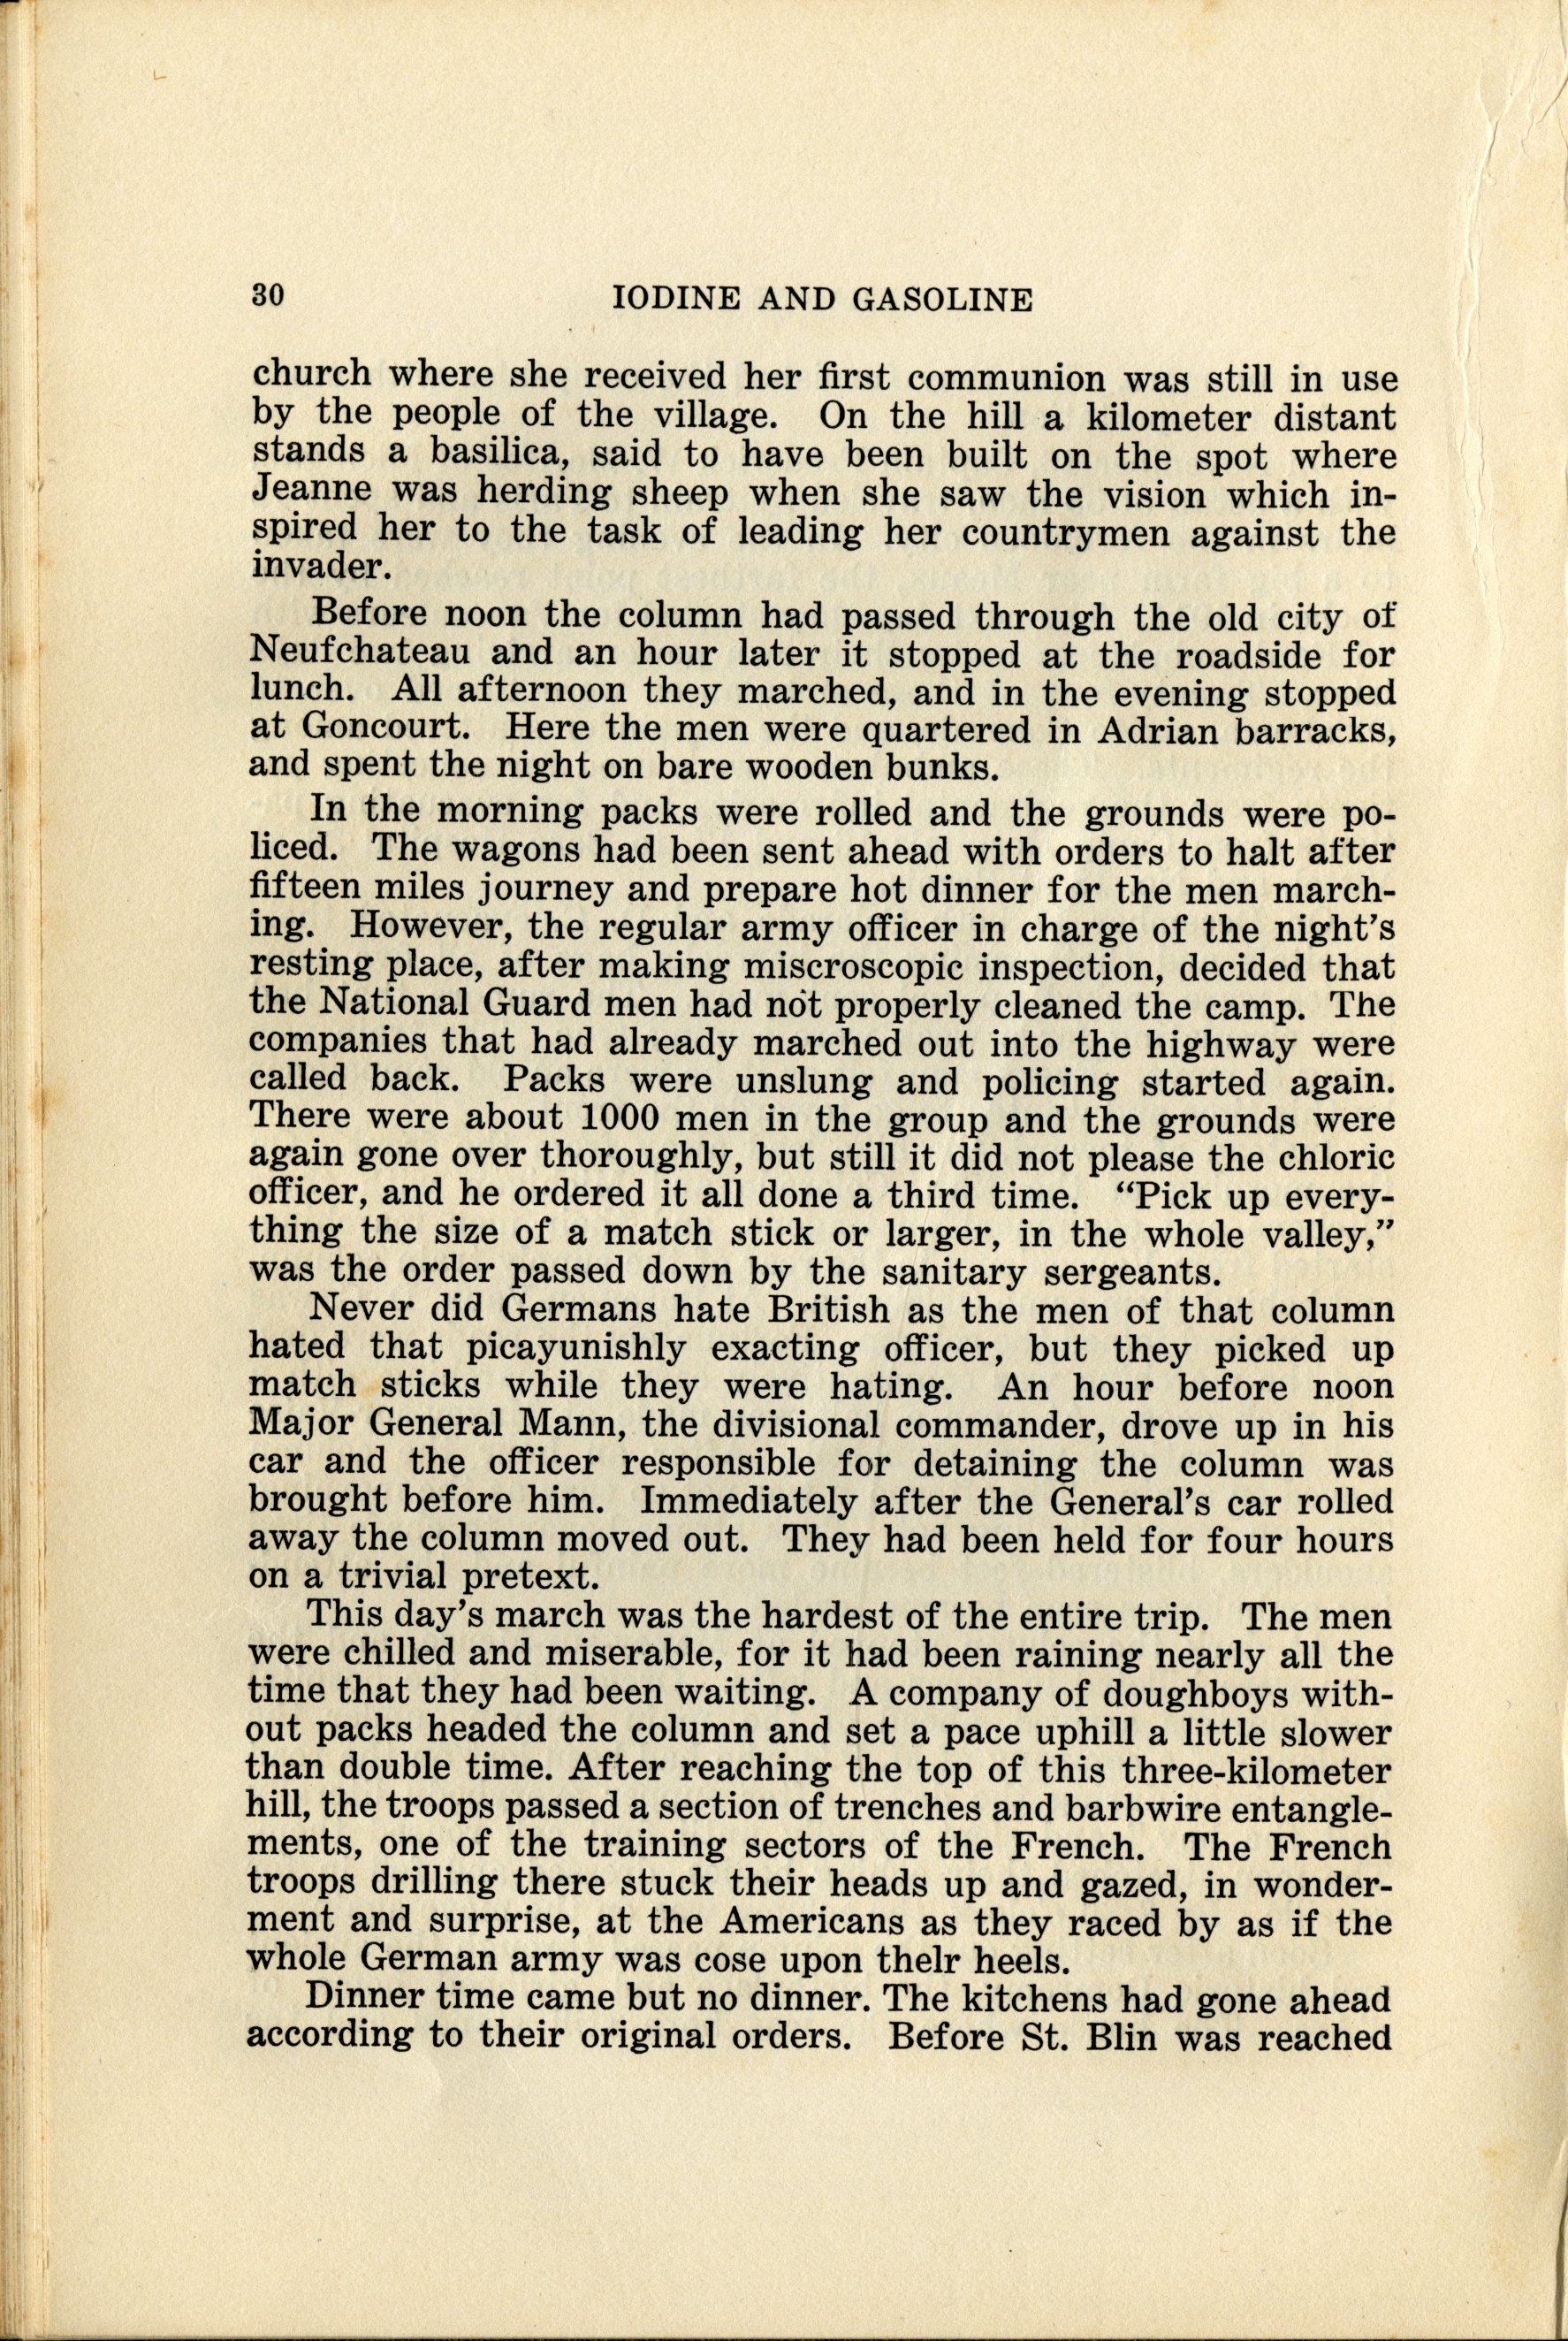 30 IODINE AND GASOLINE
church where she received her first communion was still in use
by the people of the village. On the hill a kilometer distant
stands a basilica, said to have been built on the spot where
Jeanne was herding sheep when she saw the vision which in-
spired her to the task of leading her countrymen against the
invader.
Before noon the column had passed through the old city of
Neufchateau and an hour later it stopped at the roadside for
lunch. All afternoon they marched, and in the evening stopped
at Goncourt. Here the men were quartered in Adrian barracks,
and spent the night on bare wooden bunks.
In the morning packs were rolled and the grounds were po-
liced. The wagons had been sent ahead with orders to halt after
fifteen miles journey and prepare hot dinner for the men march-
ing. However, the regular army officer in charge of the night's
resting place, after making miscroscopic inspection, decided that
the National Guard men had not properly cleaned the camp. The
companies that had already marched out into the highway were
called back. Packs were unslung and policing started again.
There were about 1000 men in the group and the grounds were
again gone over thoroughly, but still it did not please the chloric
officer, and he ordered it all done a third time. “Pick up every-
thing the size of a match stick or larger, in the whole valley,”
was the order passed down by the sanitary sergeants.
Never did Germans hate British as the men of that column
hated that picayunishly exacting officer, but they picked up
match sticks while they were hating. An hour before noon
Major General Mann, the divisional commander, drove up in his
car and the officer responsible for detaining the column was
brought before him. Immediately after the General's car rolled
away the column moved out. They had been held for four hours
on a trivial pretext.
This day's march was the hardest of the entire trip. The men
were chilled and miserable, for it had been raining nearly all the
time that they had been waiting. A company of doughboys with-
out packs headed the column and set a pace uphill a little slower
than double time. After reaching the top of this three-kilometer
hill, the troops passed a section of trenches and barbwire entangle-
ments, one of the training sectors of the French. The French
troops drilling there stuck their heads up and gazed, in wonder-
ment and surprise, at the Americans as they raced by as if the
whole German army was cose upon thelr heels.
Dinner time came but no dinner. The kitchens had gone ahead
according to their original orders. Before St. Blin was reached